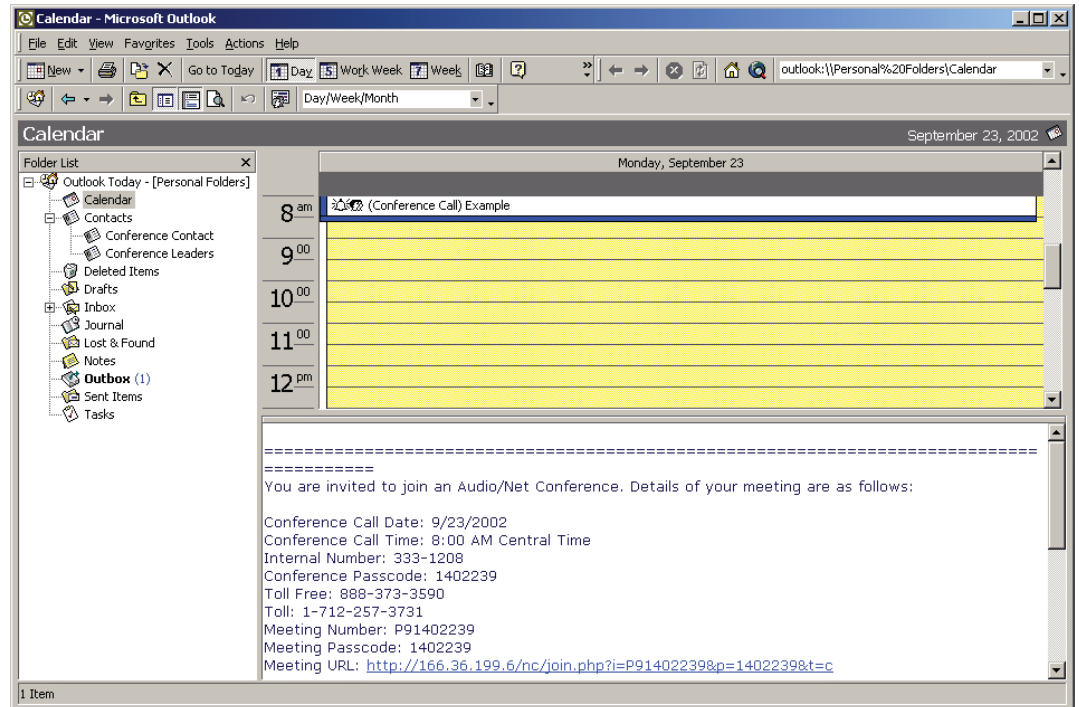 Calendar - Microsoft Outlook
File Edit View Favorites Tools Actions Help
New Go to Today 1 Day 5 Work Week 7 Week 31 outlook:\\Personal%20Folders\Calendar
Day/Week/Month
Calendar September 23, 2002
Folder List
Monday, September 23
Outlook Today - [Personal Folders]
Calendar
Contacts
Conference Contact
Conference Leaders
Deleted Items
Drafts
Inbox
Journal
Lost & Found
Notes
Outbox (1)
Sent Items
Tasks
8 am (Conference Call) Example
9 00
10 00
11 00
12 pm
=============================================================================
===========
You are invited to join an Audio/Net Conference. Details of your meeting are as follows:
Conference Call Date: 9/23/2002
Conference Call Time: 8:00 AM Central Time
Internal Number: 333-1208
Conference Passcode: 1402239
Toll Free: 888-373-3590
Toll: 1-712-257-3731
Meeting Number: P91402239
Meeting Passcode: 1402239
Meeting URL: http://166.36.199.6/nc/join.php?i=P91402239&p=1402239&t=c
1 Item